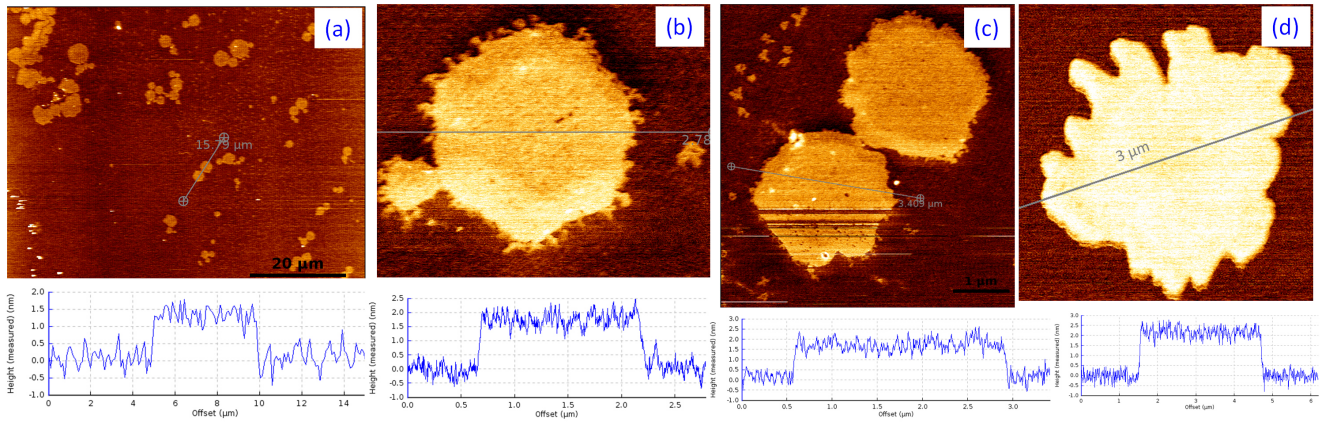 (a)
15.79 μm
20 μm
Height (measured) (nm)
2.0
1.5
1.0
0.5
0.0
-0.5
-1.0
0 2 4 6 8 10 12 14
Offset (μm)
(b)
2.78
Height (measured) (nm)
2.5
2.0
1.5
1.0
0.5
0.0
-0.5
-1.0
0.0 0.5 1.0 1.5 2.0 2.5
Offset (μm)
(c)
3.409 μm
1 μm
Height (measured) (nm)
3.0
2.5
2.0
1.5
1.0
0.5
0.0
-0.5
-1.0
0.0 0.5 1.0 1.5 2.0 2.5 3.0
Offset (μm)
(d)
3 μm
Height (measured) (nm)
3.0
2.5
2.0
1.5
1.0
0.5
0.0
-0.5
-1.0
0 1 2 3 4 5 6
Offset (μm)